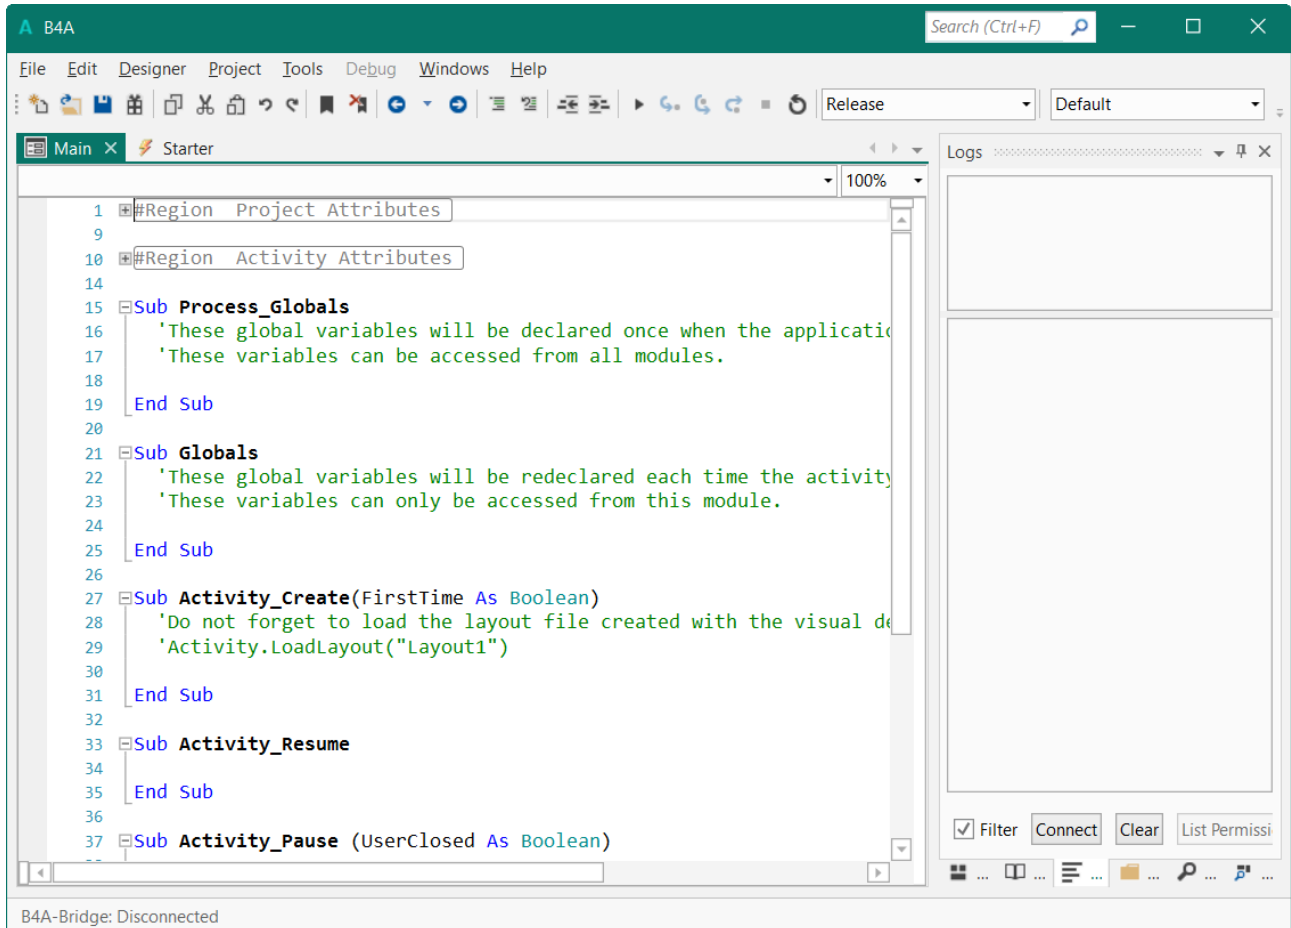 B4A
Search (Ctrl+F)
File Edit Designer Project Tools Debug Windows Help
Release
Default
Main
Starter
Logs
100%
1 #Region Project Attributes
9
10 #Region Activity Attributes
14
15 Sub Process_Globals
16 'These global variables will be declared once when the applicatio
17 'These variables can be accessed from all modules.
18
19 End Sub
20
21 Sub Globals
22 'These global variables will be redeclared each time the activity
23 'These variables can only be accessed from this module.
24
25 End Sub
26
27 Sub Activity_Create(FirstTime As Boolean)
28 'Do not forget to load the layout file created with the visual de
29 'Activity.LoadLayout("Layout1")
30
31 End Sub
32
33 Sub Activity_Resume
34
35 End Sub
36
37 Sub Activity_Pause (UserClosed As Boolean)
Filter Connect Clear List Permissi
... ... ... ... ... ...
B4A-Bridge: Disconnected